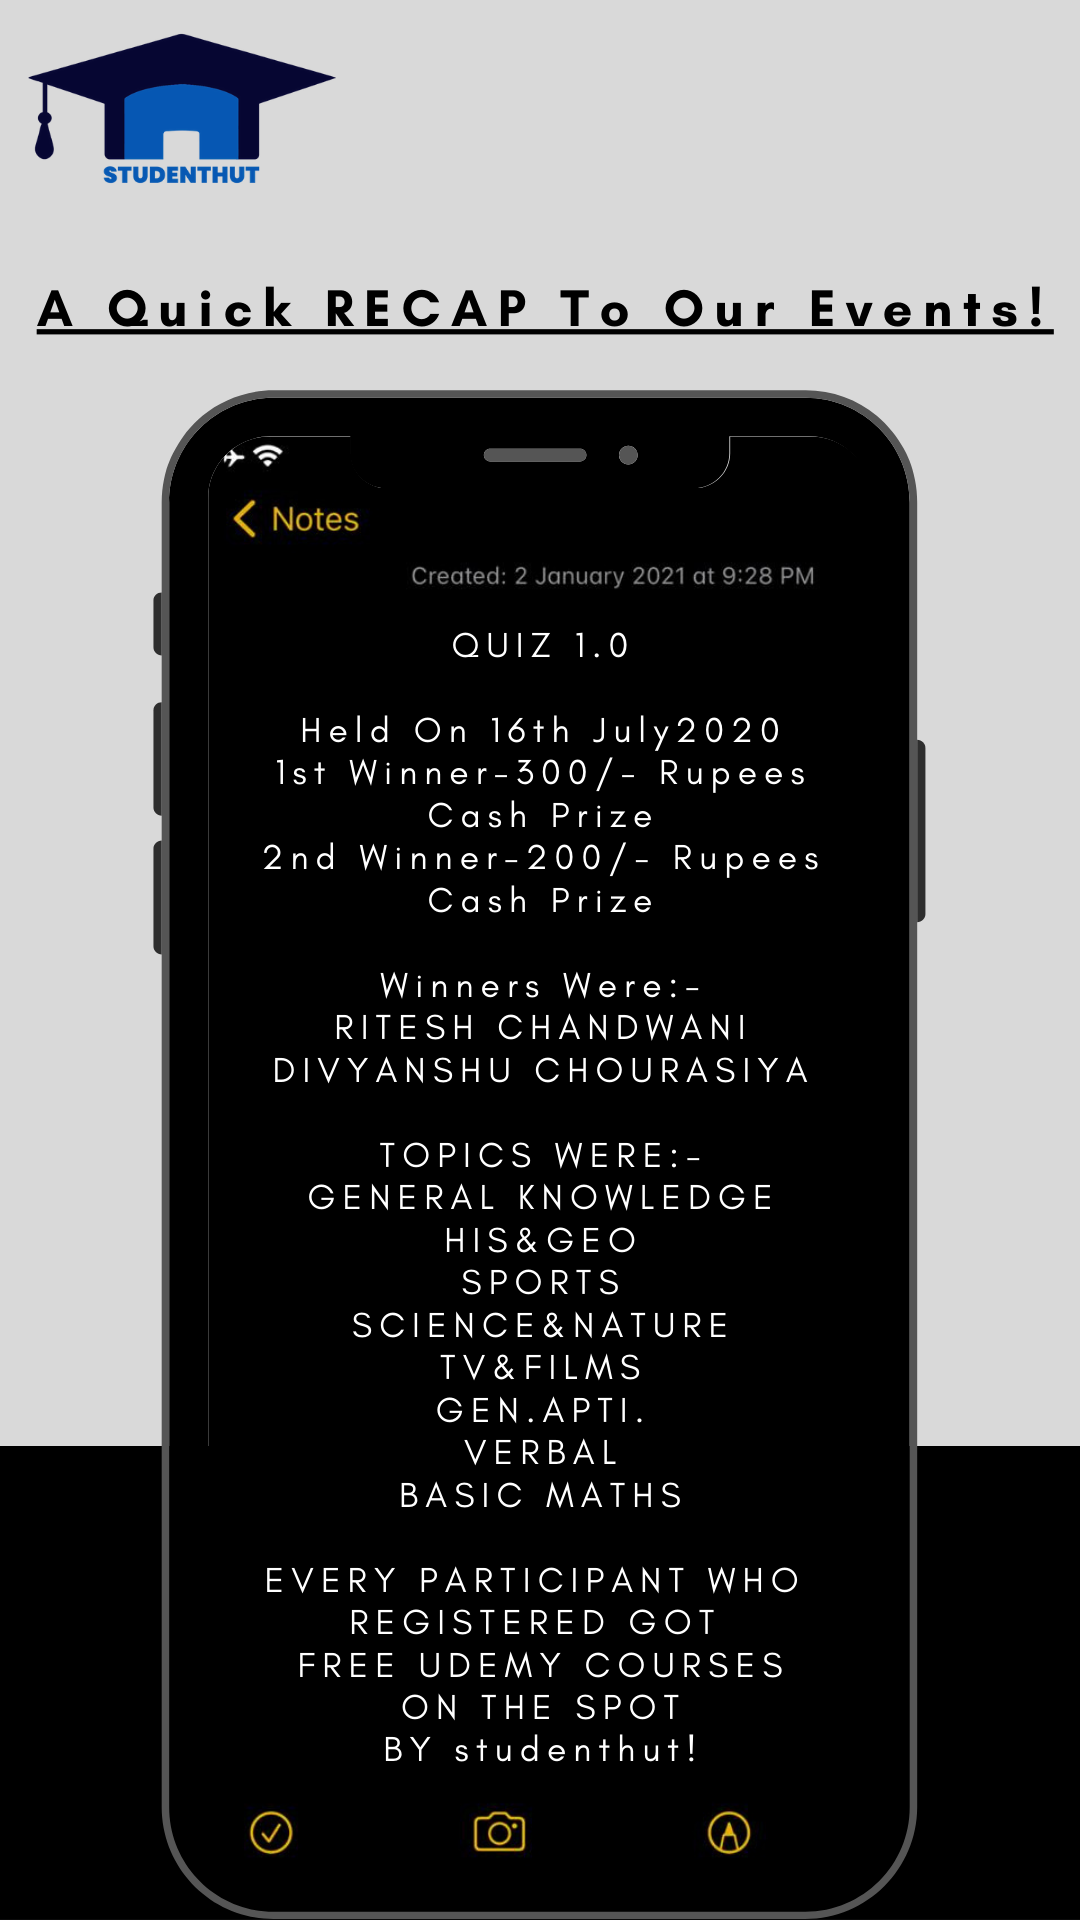 STUDENTHUT
A Quick RECAP To Our Events!
Notes
Created: 2 January 2021 at 9:28 PM
QUIZ 1.0
Held On 16th July2020
1st Winner-300/- Rupees
Cash Prize
2nd Winner-200/- Rupees
Cash Prize
Winners Were:-
RITESH CHANDWANI
DIVYANSHU CHOURASIYA
TOPICS WERE:-
GENERAL KNOWLEDGE
HIS&GEO
SPORTS
SCIENCE&NATURE
TV&FILMS
GEN.APTI.
VERBAL
BASIC MATHS
EVERY PARTICIPANT WHO
REGISTERED GOT
FREE UDEMY COURSES
ON THE SPOT
BY studenthut!